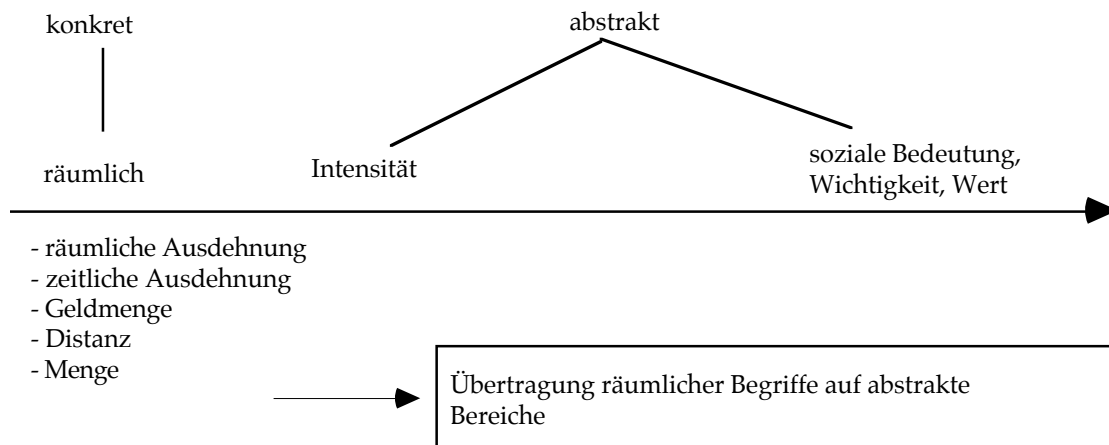 konkret
abstrakt
räumlich
Intensität
soziale Bedeutung,
Wichtigkeit, Wert
- räumliche Ausdehnung
- zeitliche Ausdehnung
- Geldmenge
- Distanz
- Menge
Übertragung räumlicher Begriffe auf abstrakte
Bereiche